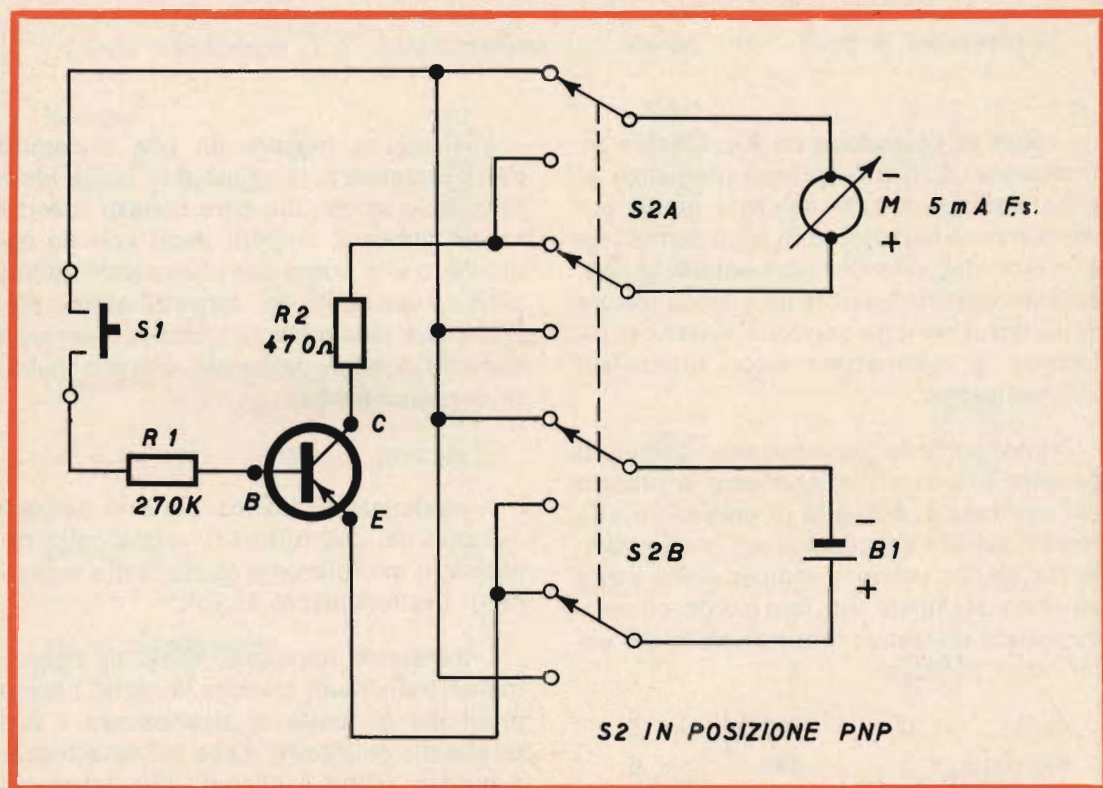 S2A
-
M
5 mA F.s.
+
S1
R2
470Ω
C
R1
270K
B
E
S2B
-
B1
+
S2 IN POSIZIONE PNP